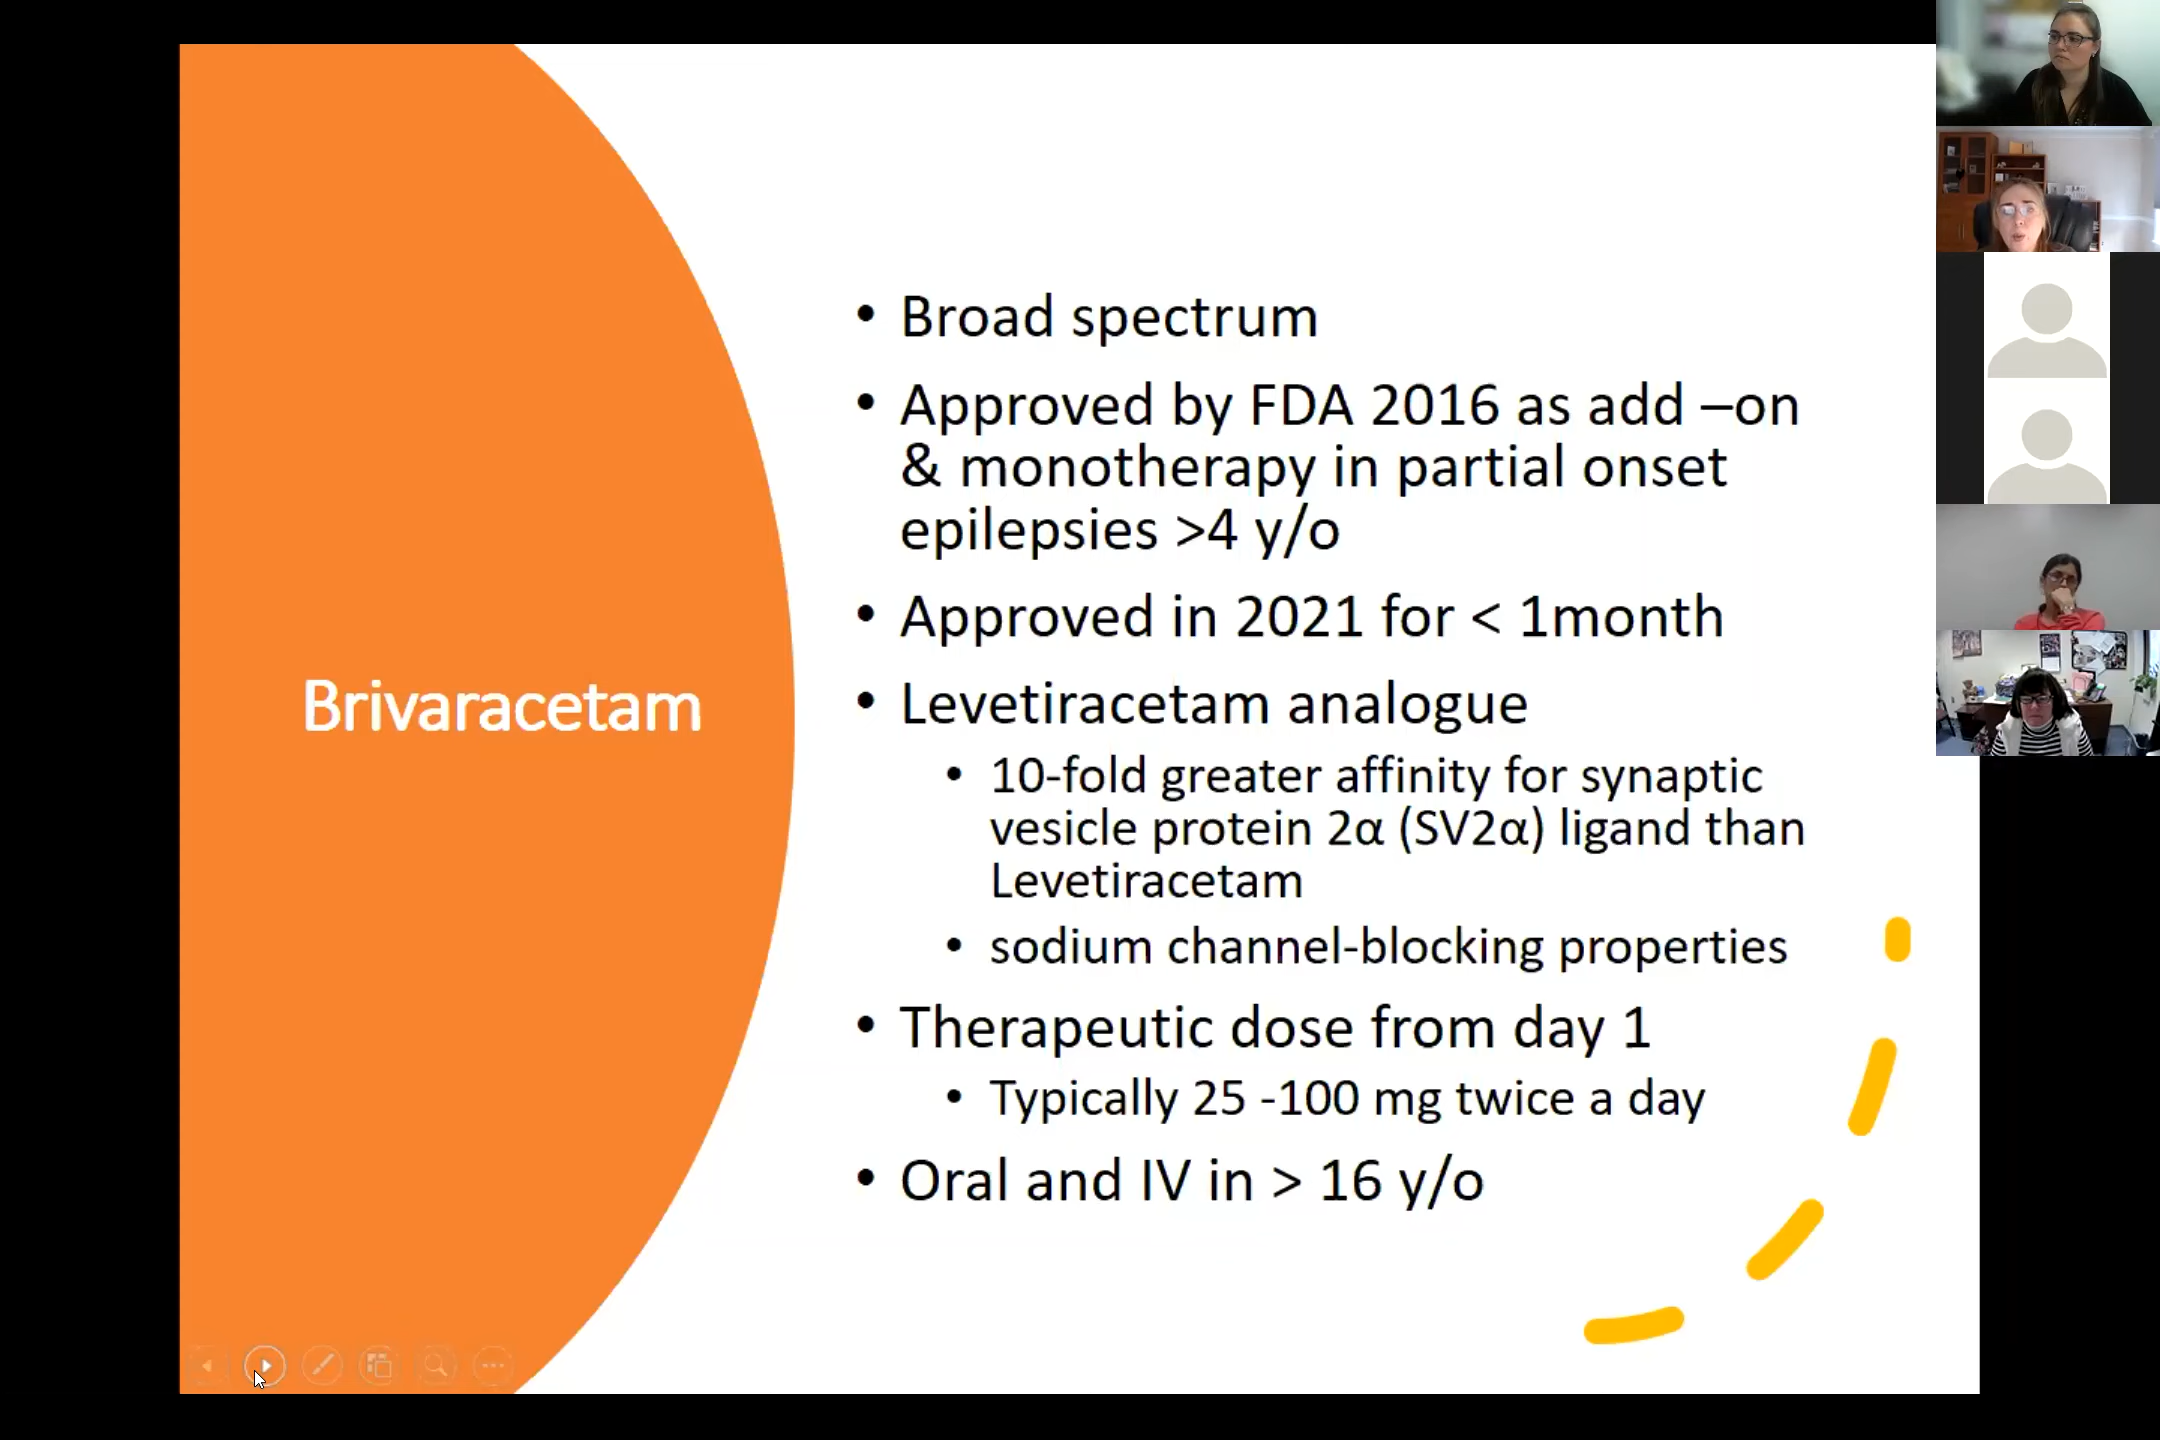 Brivaracetam
• Broad spectrum
• Approved by FDA 2016 as add –on
& monotherapy in partial onset
epilepsies >4 y/o
• Approved in 2021 for < 1month
• Levetiracetam analogue
• 10-fold greater affinity for synaptic
vesicle protein 2α (SV2α) ligand than
Levetiracetam
• sodium channel-blocking properties
• Therapeutic dose from day 1
• Typically 25 -100 mg twice a day
• Oral and IV in > 16 y/o